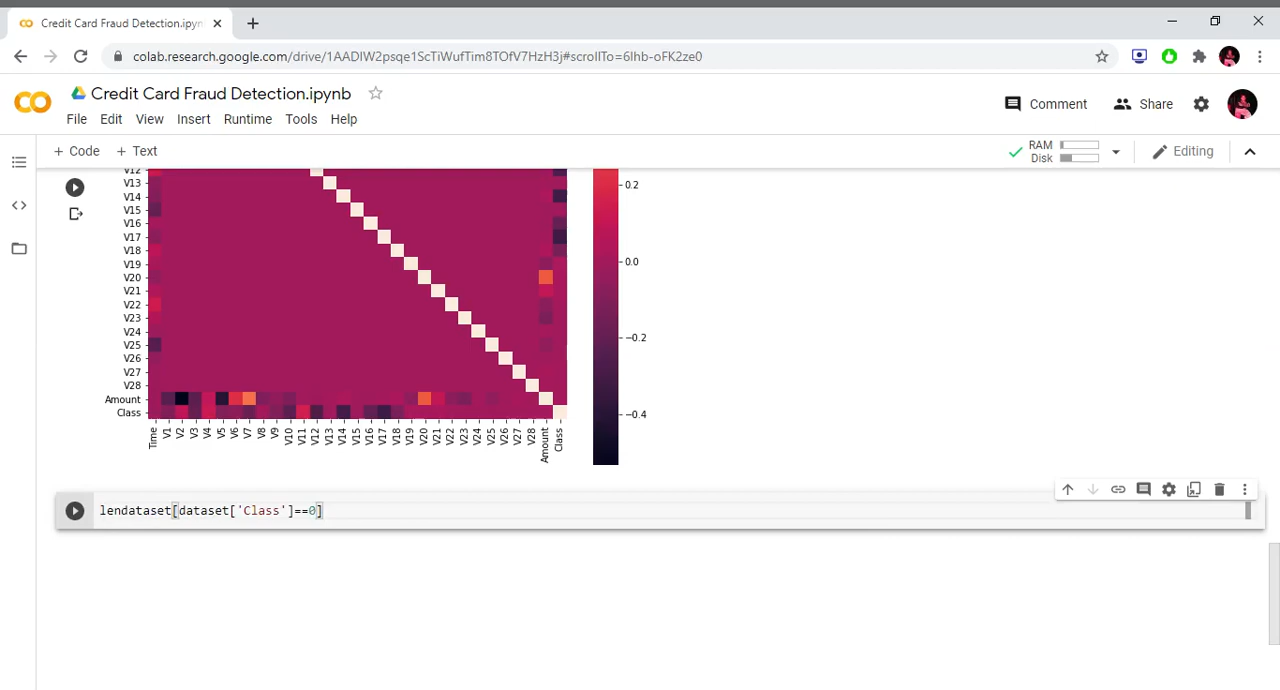 Credit Card Fraud Detection.ipyn
colab.research.google.com/drive/1AADIW2psqe1ScTiWufTim8TOfV7HzH3j#scrollTo=6Ihb-oFK2ze0
Credit Card Fraud Detection.ipynb
Comment
Share
File Edit View Insert Runtime Tools Help
+ Code + Text
RAM
Disk
Editing
V12
V13
V14
V15
V16
V17
V18
V19
V20
V21
V22
V23
V24
V25
V26
V27
V28
Amount
Class
Time V1 V2 V3 V4 V5 V6 V7 V8 V9 V10 V11 V12 V13 V14 V15 V16 V17 V18 V19 V20 V21 V22 V23 V24 V25 V26 V27 V28 Amount Class
0.2
0.0
−0.2
−0.4
lendataset[dataset['Class']==0]